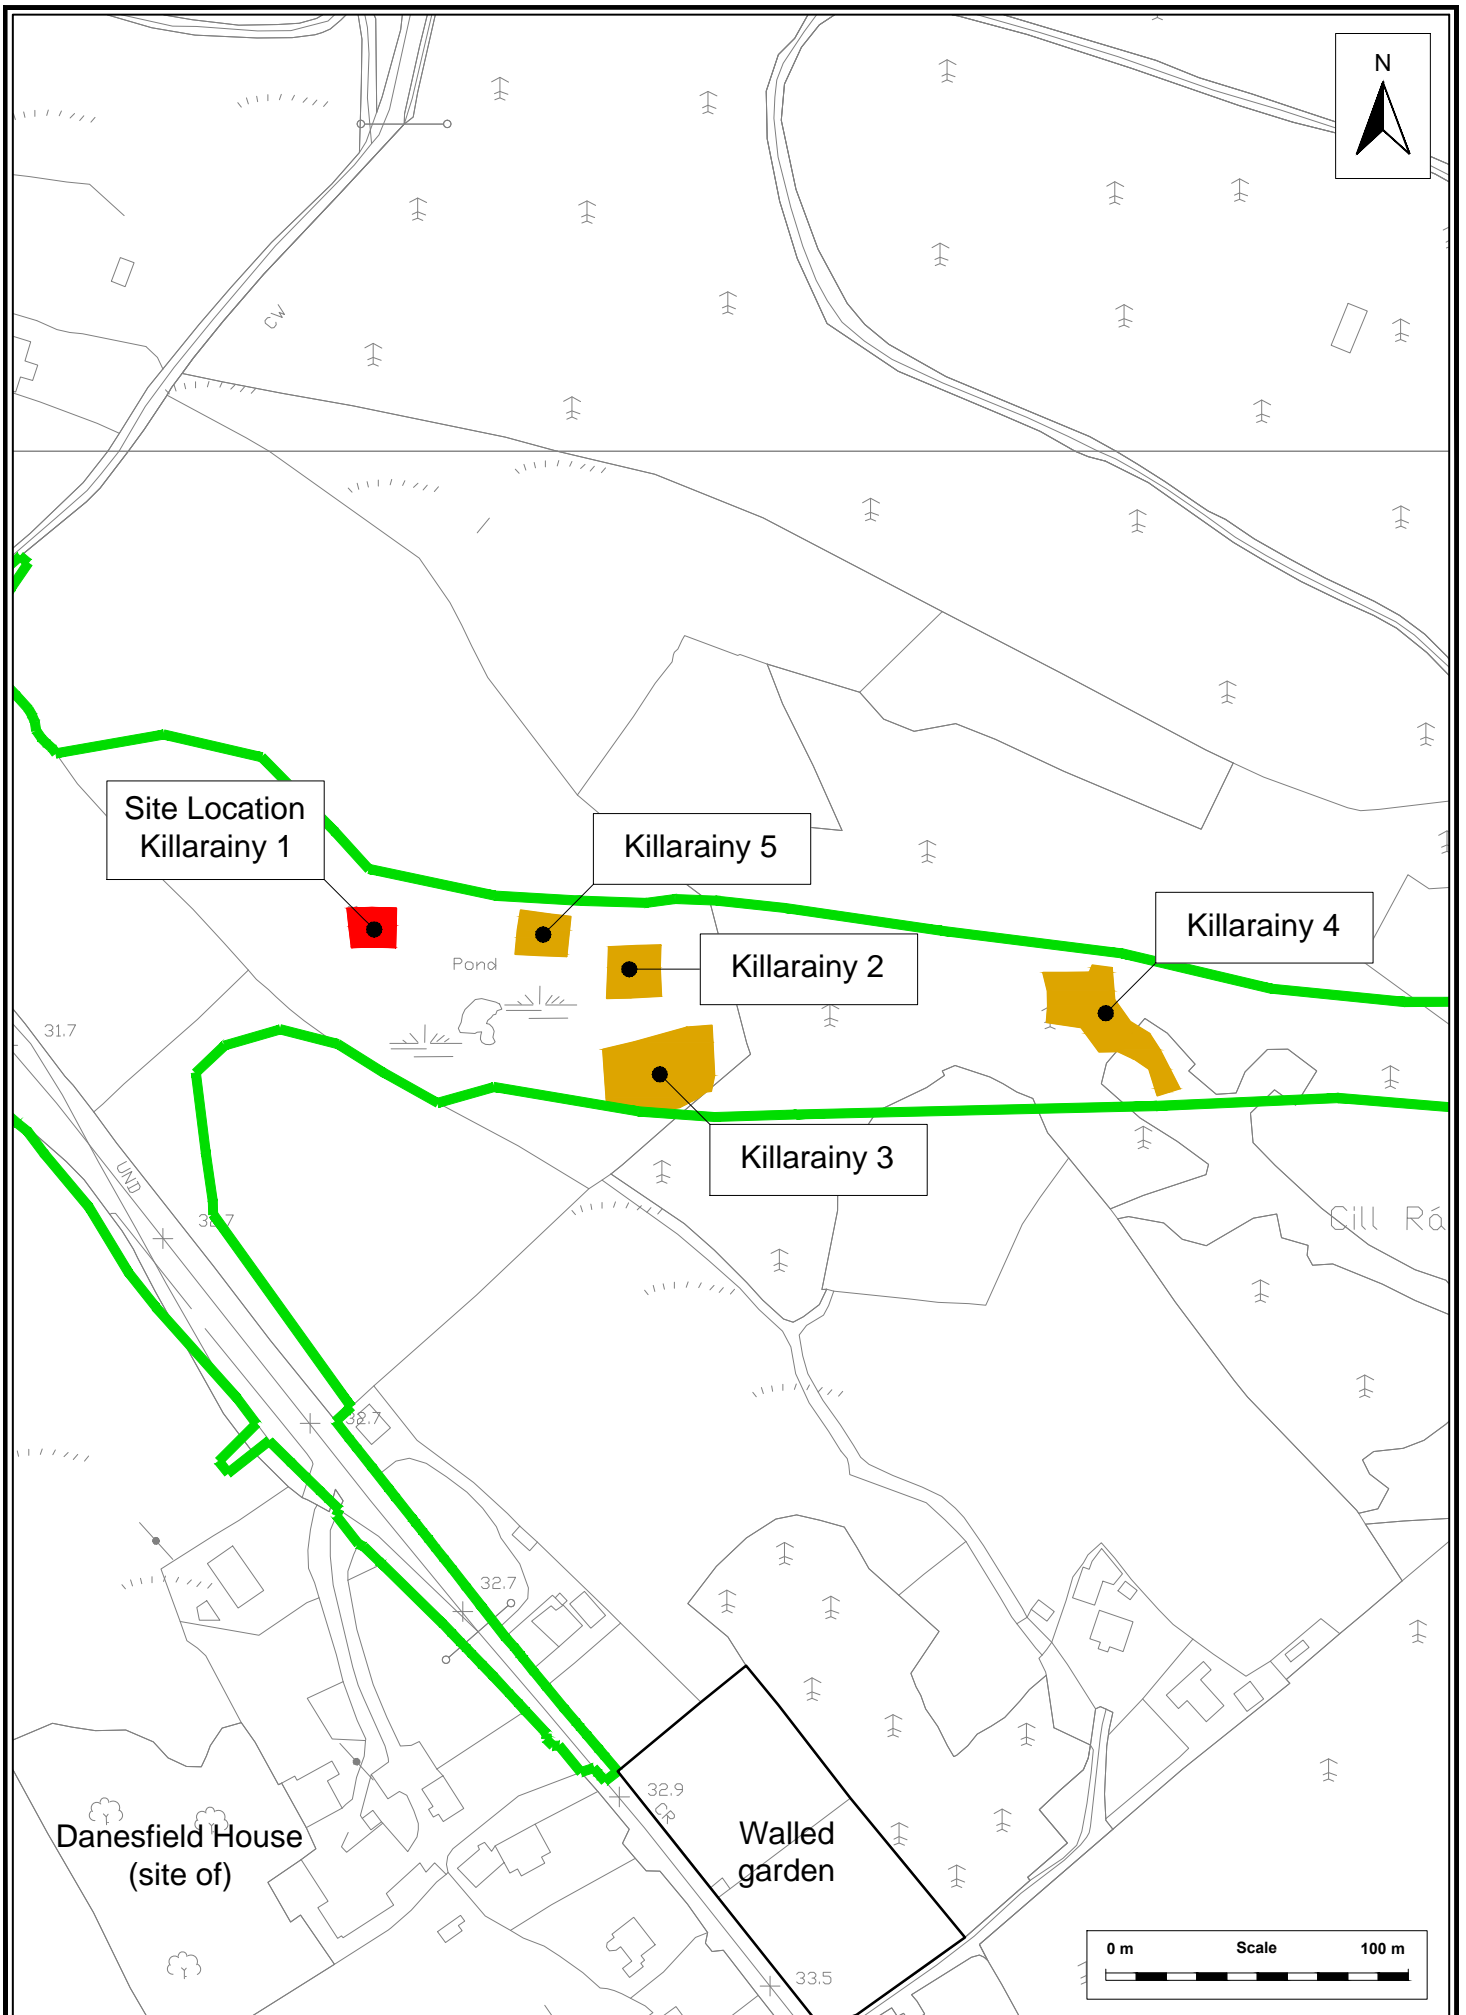 N
CW
Site Location
Killarainy 1
Killarainy 5
Killarainy 4
Killarainy 2
Pond
31.7
Killarainy 3
UND
32.7
Cill Rá
32.7
32.7
32.9
CR
Walled
garden
Danesfield House
(site of)
0 m Scale 100 m
33.5